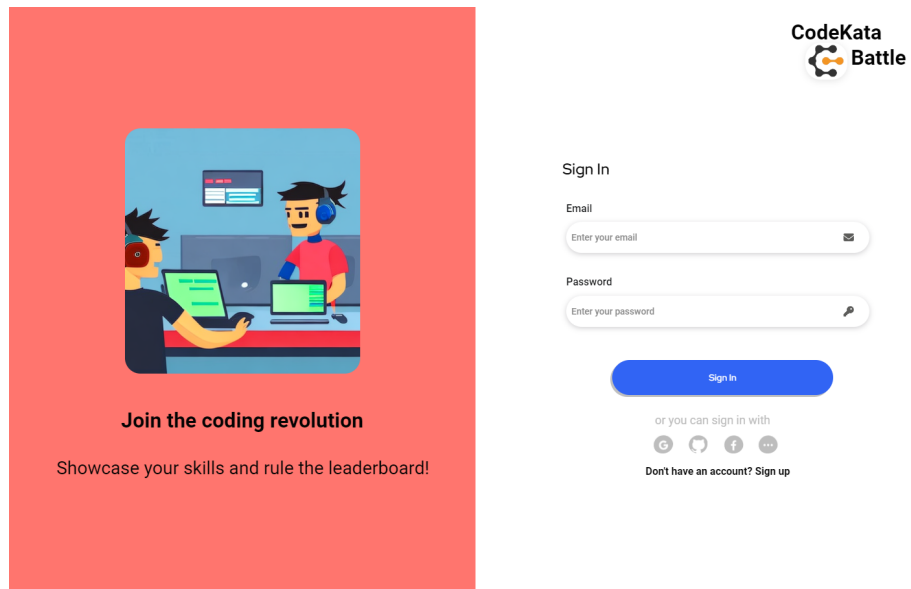 Join the coding revolution
Showcase your skills and rule the leaderboard!
CodeKata
Battle
Sign In
Email
Enter your email
Password
Enter your password
Sign In
or you can sign in with
Don't have an account? Sign up